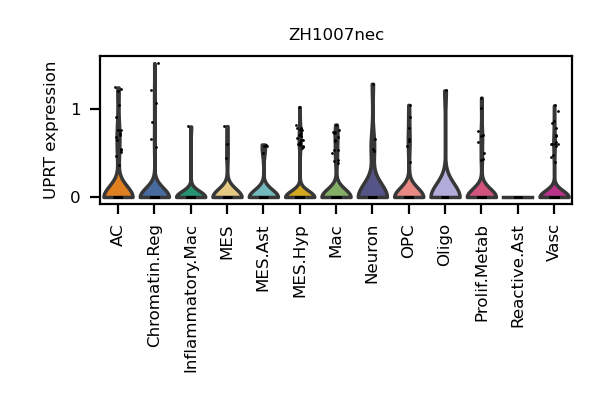 ZH1007nec
UPRT expression
1
0
AC
Chromatin.Reg
Inflammatory.Mac
MES
MES.Ast
MES.Hyp
Mac
Neuron
OPC
Oligo
Prolif.Metab
Reactive.Ast
Vasc